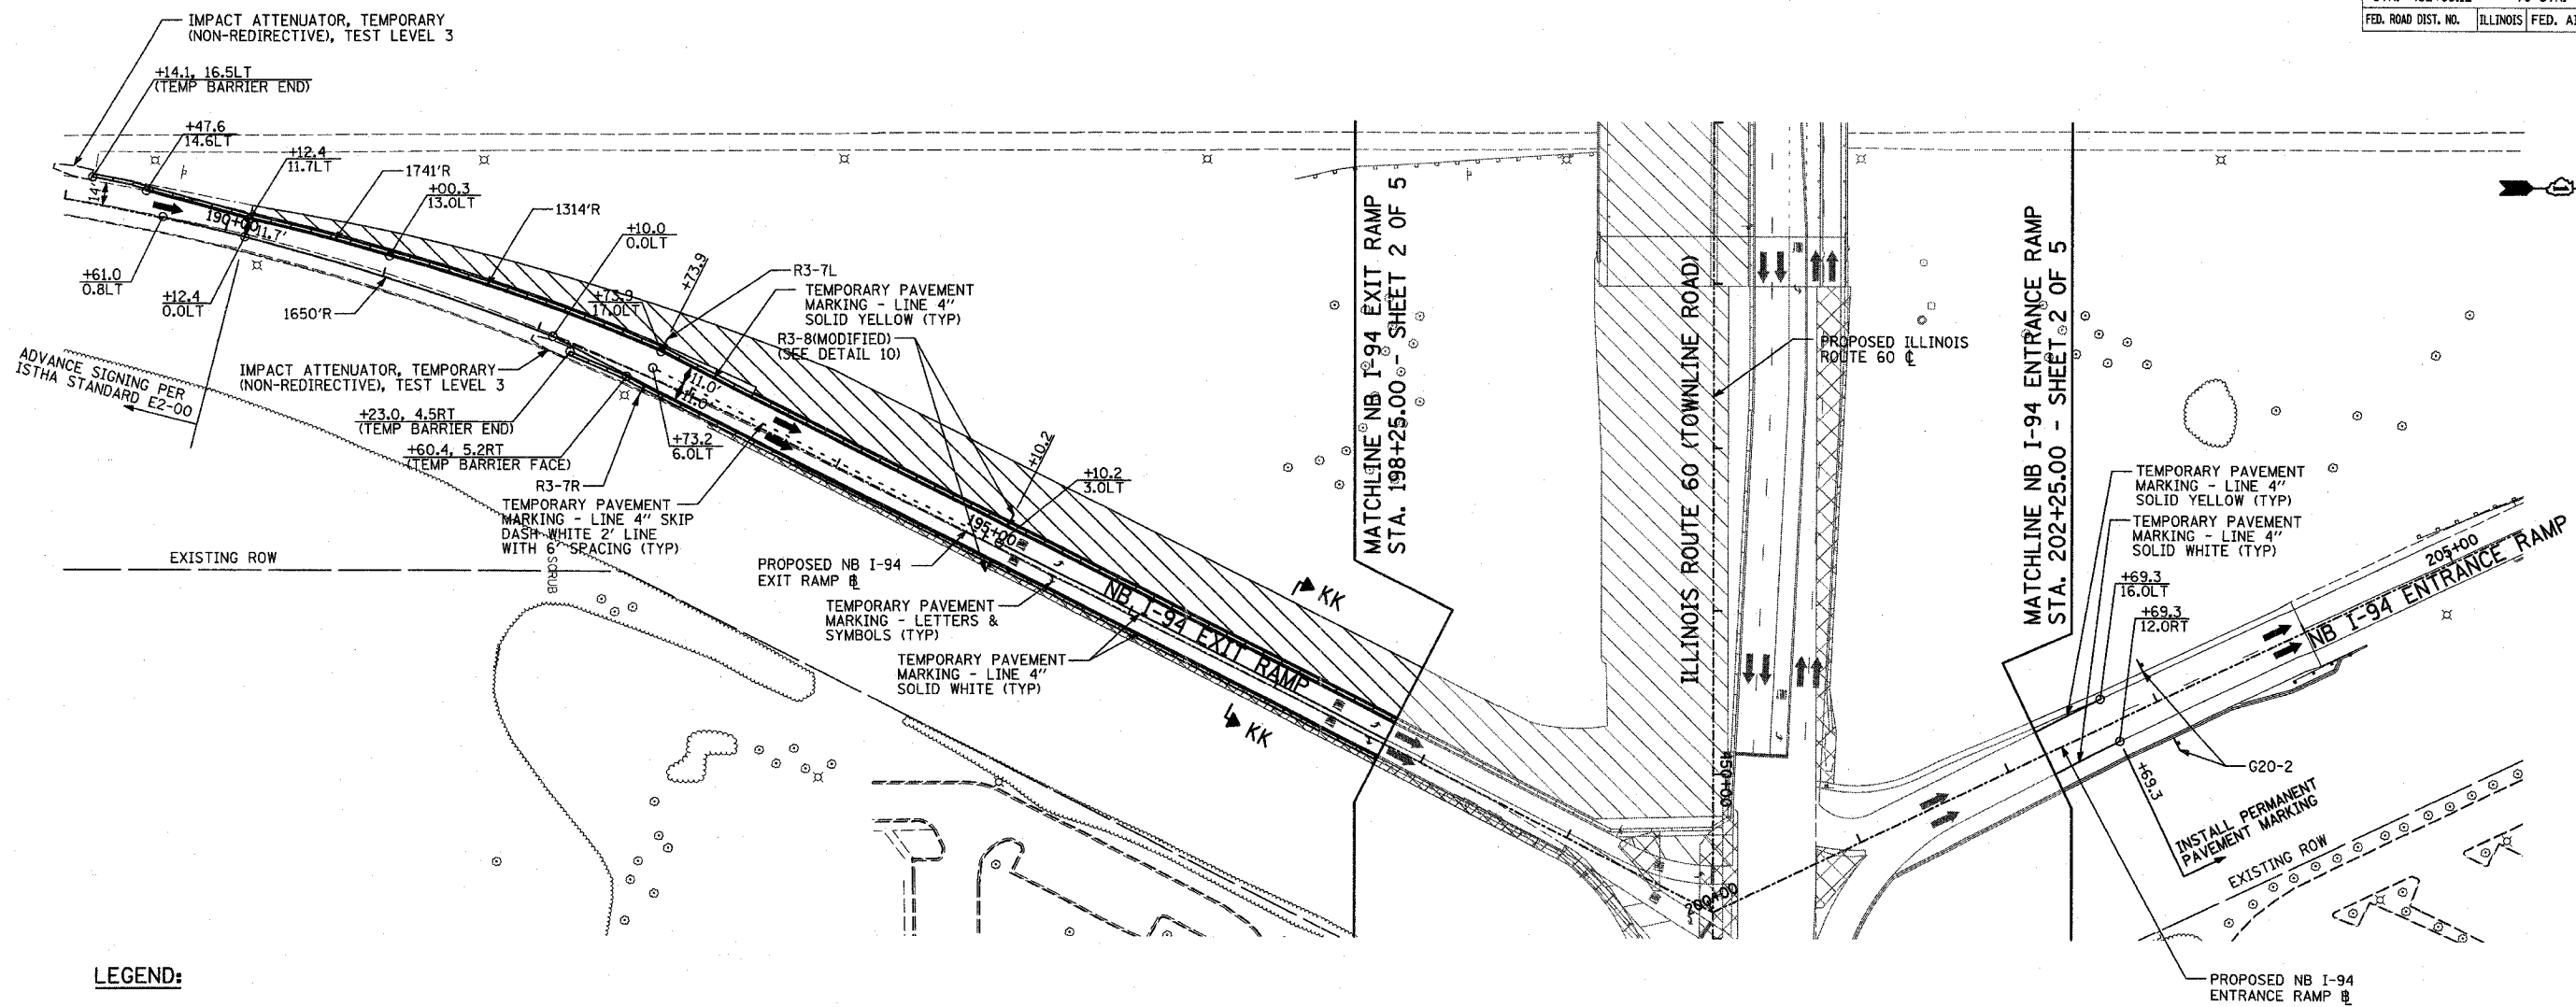 FED. ROAD DIST. NO.
ILLINOIS
IMPACT ATTENUATOR, TEMPORARY
(NON-REDIRECTIVE), TEST LEVEL 3
+14.1, 16.5LT
(TEMP BARRIER END)
+47.6
14.6LT
+12.4
11.7LT
1741'R
+00.3
13.0LT
1314'R
14'
190+00
11.7'
+61.0
0.8LT
+12.4
0.0LT
1650'R
+10.0
0.0LT
+73.9
17.0LT
+73.9
R3-7L
TEMPORARY PAVEMENT
MARKING - LINE 4"
SOLID YELLOW (TYP)
R3-8(MODIFIED)
(SEE DETAIL 10)
ADVANCE SIGNING PER
ISTHA STANDARD E2-00
IMPACT ATTENUATOR, TEMPORARY
(NON-REDIRECTIVE), TEST LEVEL 3
+23.0, 4.5RT
(TEMP BARRIER END)
+60.4, 5.2RT
(TEMP BARRIER FACE)
R3-7R
11.0'
11.0'
+73.2
6.0LT
TEMPORARY PAVEMENT
MARKING - LINE 4" SKIP
DASH WHITE 2' LINE
WITH 6' SPACING (TYP)
+10.2
+10.2
3.0LT
195+00
EXISTING ROW
SCRUB
PROPOSED NB I-94
EXIT RAMP ℄
TEMPORARY PAVEMENT
MARKING - LETTERS &
SYMBOLS (TYP)
TEMPORARY PAVEMENT
MARKING - LINE 4"
SOLID WHITE (TYP)
NB I-94 EXIT RAMP
KK
KK
MATCHLINE NB I-94 EXIT RAMP
STA. 198+25.00 - SHEET 2 OF 5
ILLINOIS ROUTE 60 (TOWNLINE ROAD)
PROPOSED ILLINOIS
ROUTE 60 ℄
450+00
200+00
MATCHLINE NB I-94 ENTRANCE RAMP
STA. 202+25.00 - SHEET 2 OF 5
TEMPORARY PAVEMENT
MARKING - LINE 4"
SOLID YELLOW (TYP)
TEMPORARY PAVEMENT
MARKING - LINE 4"
SOLID WHITE (TYP)
205+00
NB I-94 ENTRANCE RAMP
+69.3
16.0LT
+69.3
12.0RT
G20-2
+69.3
INSTALL PERMANENT
PAVEMENT MARKING
EXISTING ROW
PROPOSED NB I-94
ENTRANCE RAMP ℄
LEGEND: